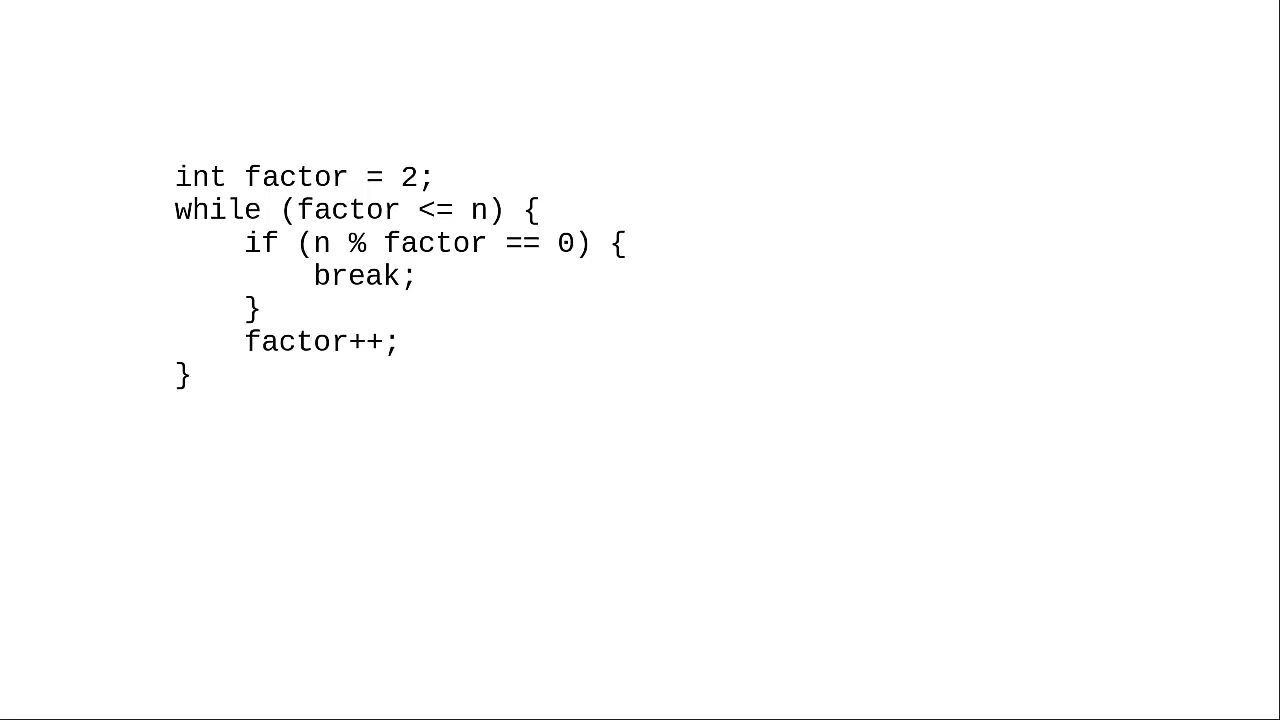 int factor = 2;
while (factor <= n) {
    if (n % factor == 0) {
        break;
    }
    factor++;
}